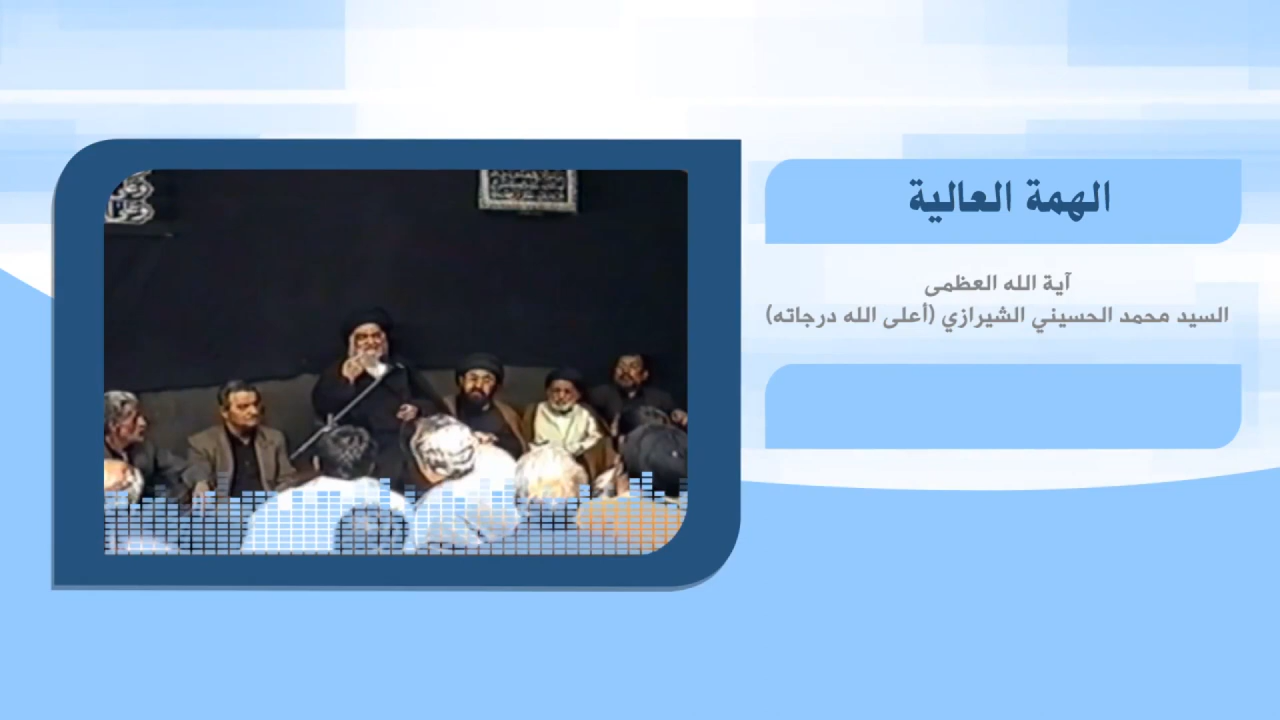 الهمة العالية
آية الله العظمى
السيد محمد الحسيني الشيرازي (أعلى الله درجاته)